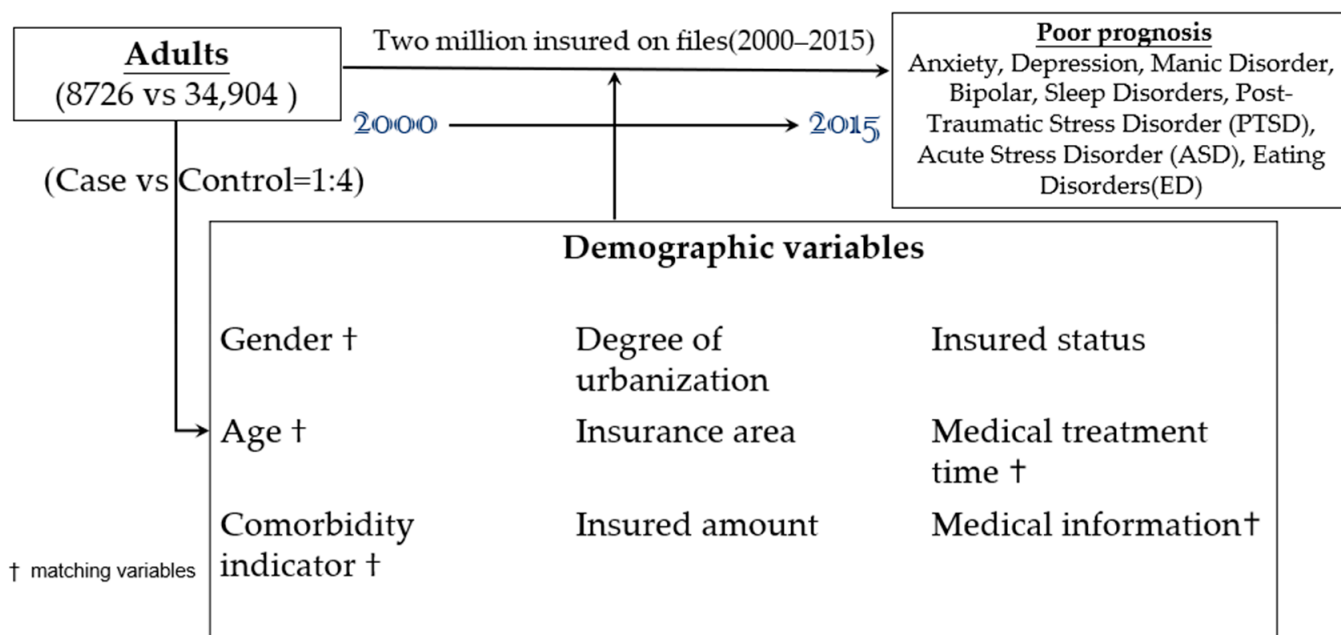 Adults
(8726 vs 34,904 )
Two million insured on files(2000–2015)
2000
2015
Poor prognosis
Anxiety, Depression, Manic Disorder,
Bipolar, Sleep Disorders, Post-
Traumatic Stress Disorder (PTSD),
Acute Stress Disorder (ASD), Eating
Disorders(ED)
(Case vs Control=1:4)
Demographic variables
Gender †
Degree of
urbanization
Insured status
Age †
Insurance area
Medical treatment
time †
Comorbidity
indicator †
Insured amount
Medical information†
† matching variables